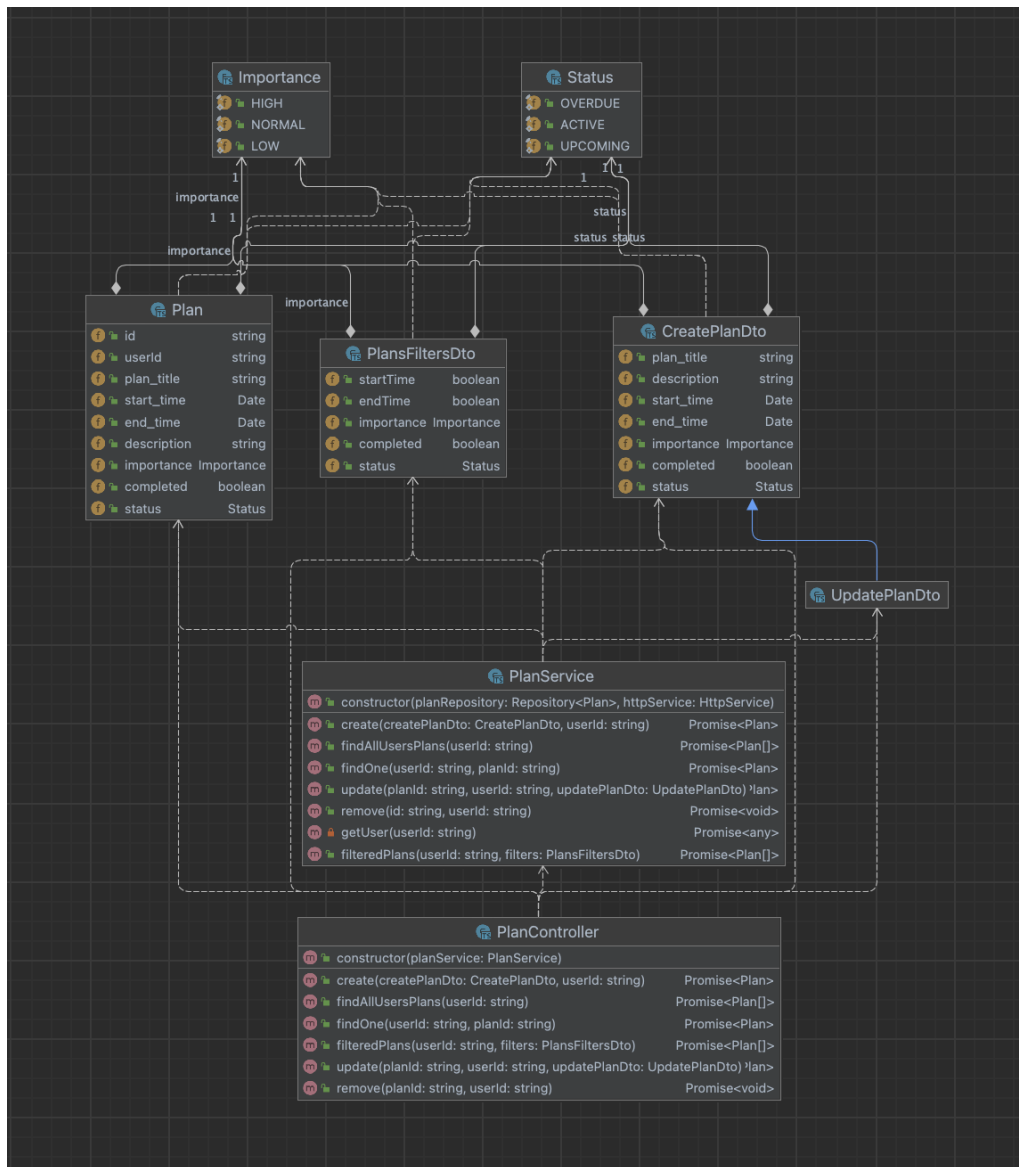 Importance
HIGH
NORMAL
LOW
Status
OVERDUE
ACTIVE
UPCOMING
1
importance
1 1
importance
importance
1
1 1
status
status status
Plan
id string
userId string
plan_title string
start_time Date
end_time Date
description string
importance Importance
completed boolean
status Status
PlansFiltersDto
startTime boolean
endTime boolean
importance Importance
completed boolean
status Status
CreatePlanDto
plan_title string
description string
start_time Date
end_time Date
importance Importance
completed boolean
status Status
UpdatePlanDto
PlanService
constructor(planRepository: Repository<Plan>, httpService: HttpService)
create(createPlanDto: CreatePlanDto, userId: string) Promise<Plan>
findAllUsersPlans(userId: string) Promise<Plan[]>
findOne(userId: string, planId: string) Promise<Plan>
update(planId: string, userId: string, updatePlanDto: UpdatePlanDto) lan>
remove(id: string, userId: string) Promise<void>
getUser(userId: string) Promise<any>
filteredPlans(userId: string, filters: PlansFiltersDto) Promise<Plan[]>
PlanController
constructor(planService: PlanService)
create(createPlanDto: CreatePlanDto, userId: string) Promise<Plan>
findAllUsersPlans(userId: string) Promise<Plan[]>
findOne(userId: string, planId: string) Promise<Plan>
filteredPlans(userId: string, filters: PlansFiltersDto) Promise<Plan[]>
update(planId: string, userId: string, updatePlanDto: UpdatePlanDto) lan>
remove(planId: string, userId: string) Promise<void>